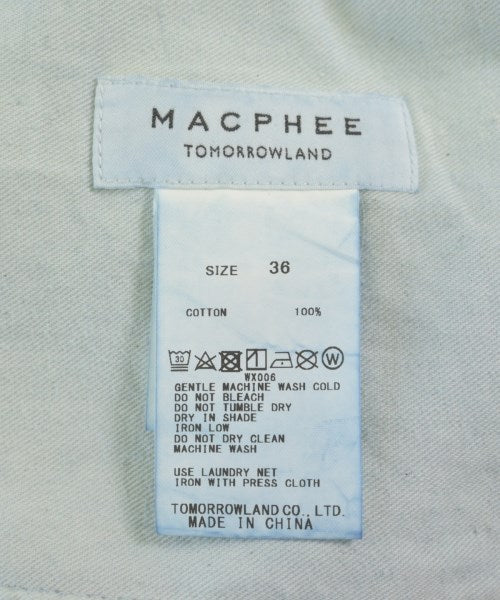 MACPHEE
TOMORROWLAND
SIZE 36
COTTON 100%
30 W
WX006
GENTLE MACHINE WASH COLD
DO NOT BLEACH
DO NOT TUMBLE DRY
DRY IN SHADE
IRON LOW
DO NOT DRY CLEAN
MACHINE WASH
USE LAUNDRY NET
IRON WITH PRESS CLOTH
TOMORROWLAND CO., LTD.
MADE IN CHINA